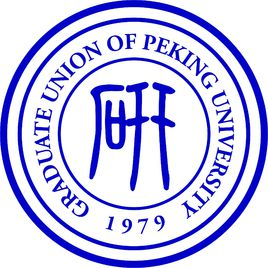 GRADUATE UNION OF PEKING UNIVERSITY
研
1979